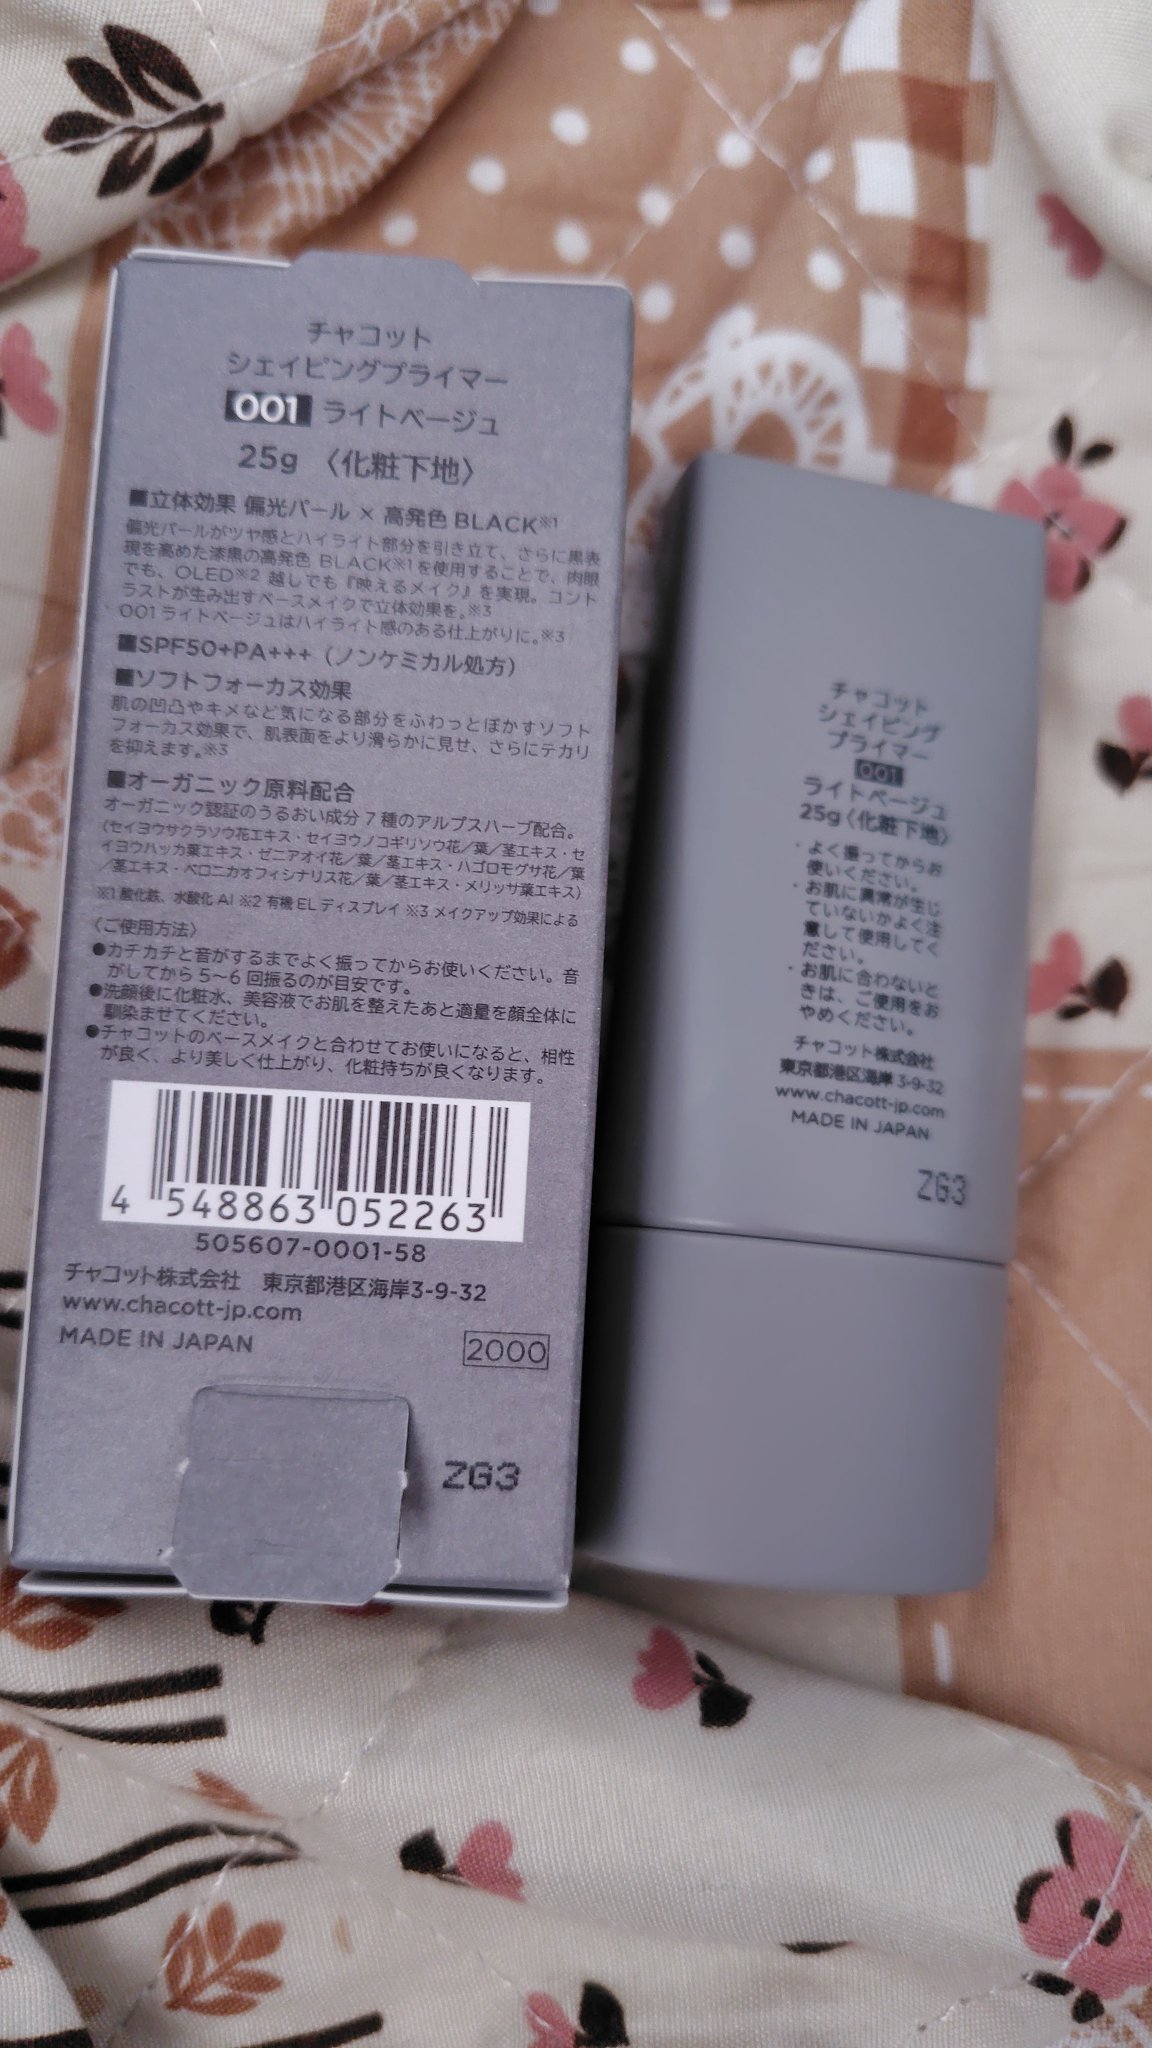 チャコット
シェイピングプライマー
001 ライトベージュ
25g 〈化粧下地〉
■立体効果 偏光パール × 高発色 BLACK※1
偏光パールがツヤ感とハイライト部分を引き立て、さらに黒表
現を高めた漆黒の高発色 BLACK※1を使用することで、肉眼
でも、OLED※2 越しでも『映えるメイク』を実現。コント
ラストが生み出すベースメイクで立体効果を。※3
001 ライトベージュはハイライト感のある仕上がりに。※3
■SPF50+PA+++（ノンケミカル処方）
■ソフトフォーカス効果
肌の凹凸やキメなど気になる部分をふわっとぼかすソフト
フォーカス効果で、肌表面をより滑らかに見せ、さらにテカリ
を抑えます。※3
■オーガニック原料配合
オーガニック認証のうるおい成分 7 種のアルプスハーブ配合。
（セイヨウサクラソウ花エキス・セイヨウノコギリソウ花／葉／茎エキス・セ
イヨウハッカ葉エキス・ゼニアオイ花／葉／茎エキス・ハゴロモグサ花／葉
／茎エキス・ベロニカオフィシナリス花／葉／茎エキス・メリッサ葉エキス）
※1 酸化鉄、水酸化 Al ※2 有機 EL ディスプレイ ※3 メイクアップ効果による
〈ご使用方法〉
●カチカチと音がするまでよく振ってからお使いください。音
がしてから 5〜6 回振るのが目安です。
●洗顔後に化粧水、美容液でお肌を整えたあと適量を顔全体に
馴染ませてください。
●チャコットのベースメイクと合わせてお使いになると、相性
が良く、より美しく仕上がり、化粧持ちが良くなります。
4 548863 052263
505607-0001-58
チャコット株式会社 東京都港区海岸3-9-32
www.chacott-jp.com
MADE IN JAPAN
2000
ZG3
チャコット
シェイピング
プライマー
001
ライトベージュ
25g〈化粧下地〉
・よく振ってからお
使いください。
・お肌に異常が生じ
ていないかよく注
意して使用してく
ださい。
・お肌に合わないと
きは、ご使用をお
やめください。
チャコット株式会社
東京都港区海岸 3-9-32
www.chacott-jp.com
MADE IN JAPAN
ZG3